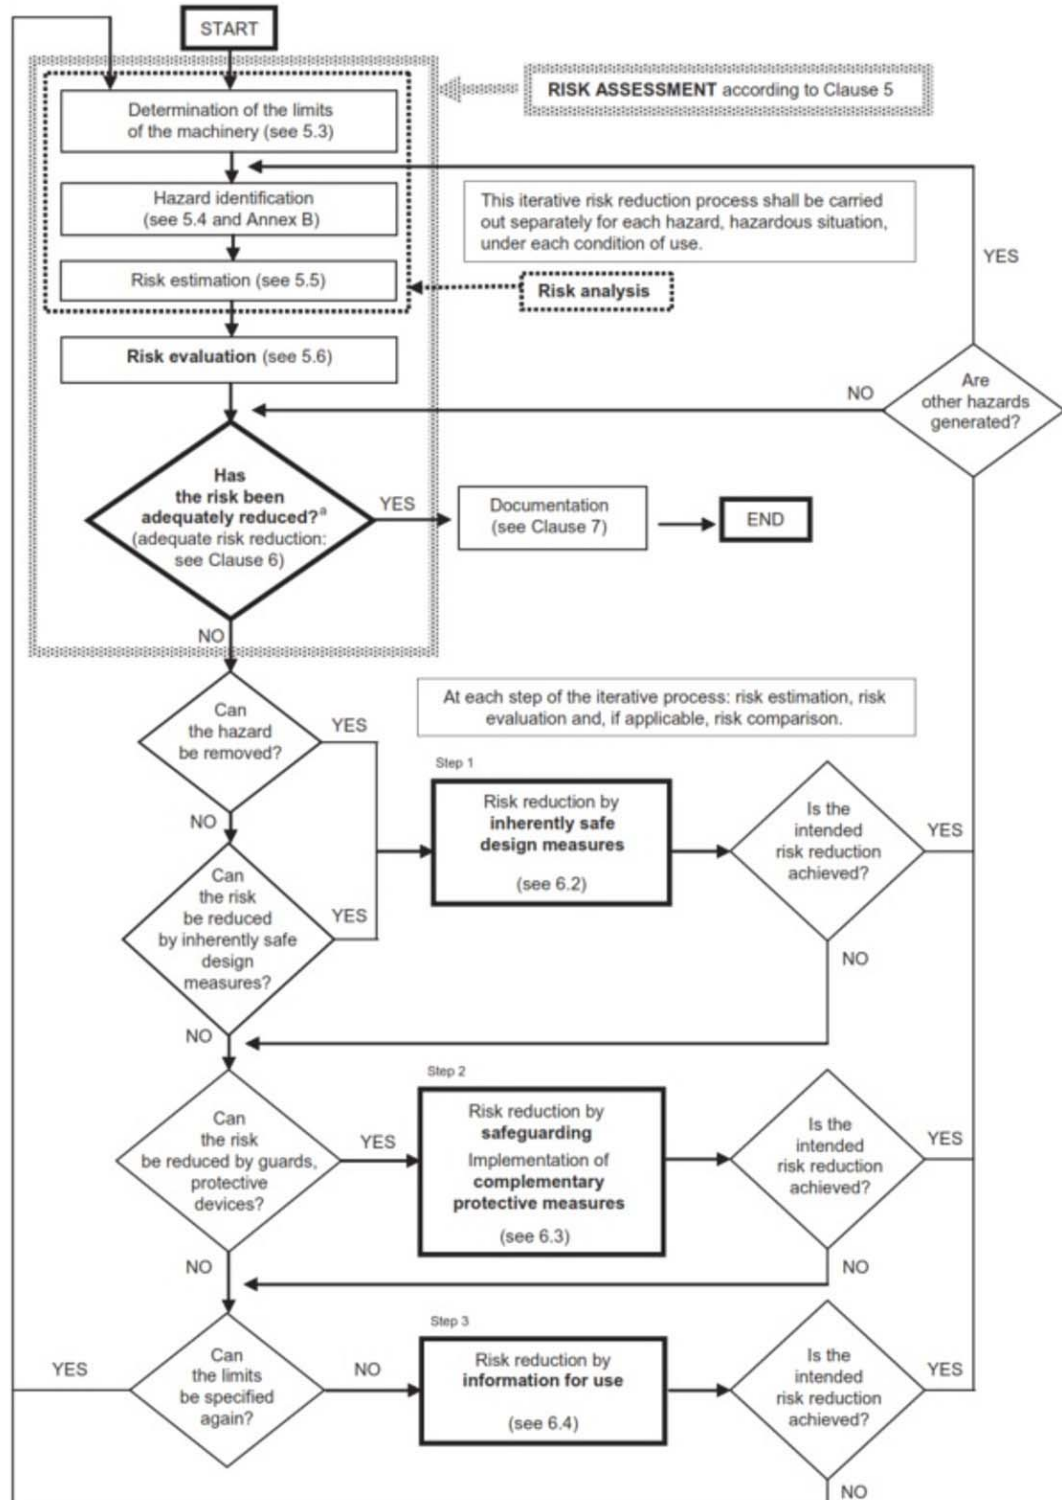 START
RISK ASSESSMENT according to Clause 5
Determination of the limits
of the machinery (see 5.3)
Hazard identification
(see 5.4 and Annex B)
This iterative risk reduction process shall be carried
out separately for each hazard, hazardous situation,
under each condition of use.
YES
Risk estimation (see 5.5)
Risk analysis
Risk evaluation (see 5.6)
NO
Are
other hazards
generated?
Has
the risk been
adequately reduced?ᵃ
(adequate risk reduction:
see Clause 6)
YES
Documentation
(see Clause 7)
END
NO
Can
the hazard
be removed?
YES
At each step of the iterative process: risk estimation, risk
evaluation and, if applicable, risk comparison.
NO
Step 1
Risk reduction by
inherently safe
design measures
(see 6.2)
Is the
intended
risk reduction
achieved?
YES
Can
the risk
be reduced
by inherently safe
design
measures?
YES
NO
NO
Step 2
Can
the risk
be reduced by guards,
protective
devices?
YES
Risk reduction by
safeguarding
Implementation of
complementary
protective measures
(see 6.3)
Is the
intended
risk reduction
achieved?
YES
NO
NO
Step 3
YES
Can
the limits
be specified
again?
NO
Risk reduction by
information for use
(see 6.4)
Is the
intended
risk reduction
achieved?
YES
NO